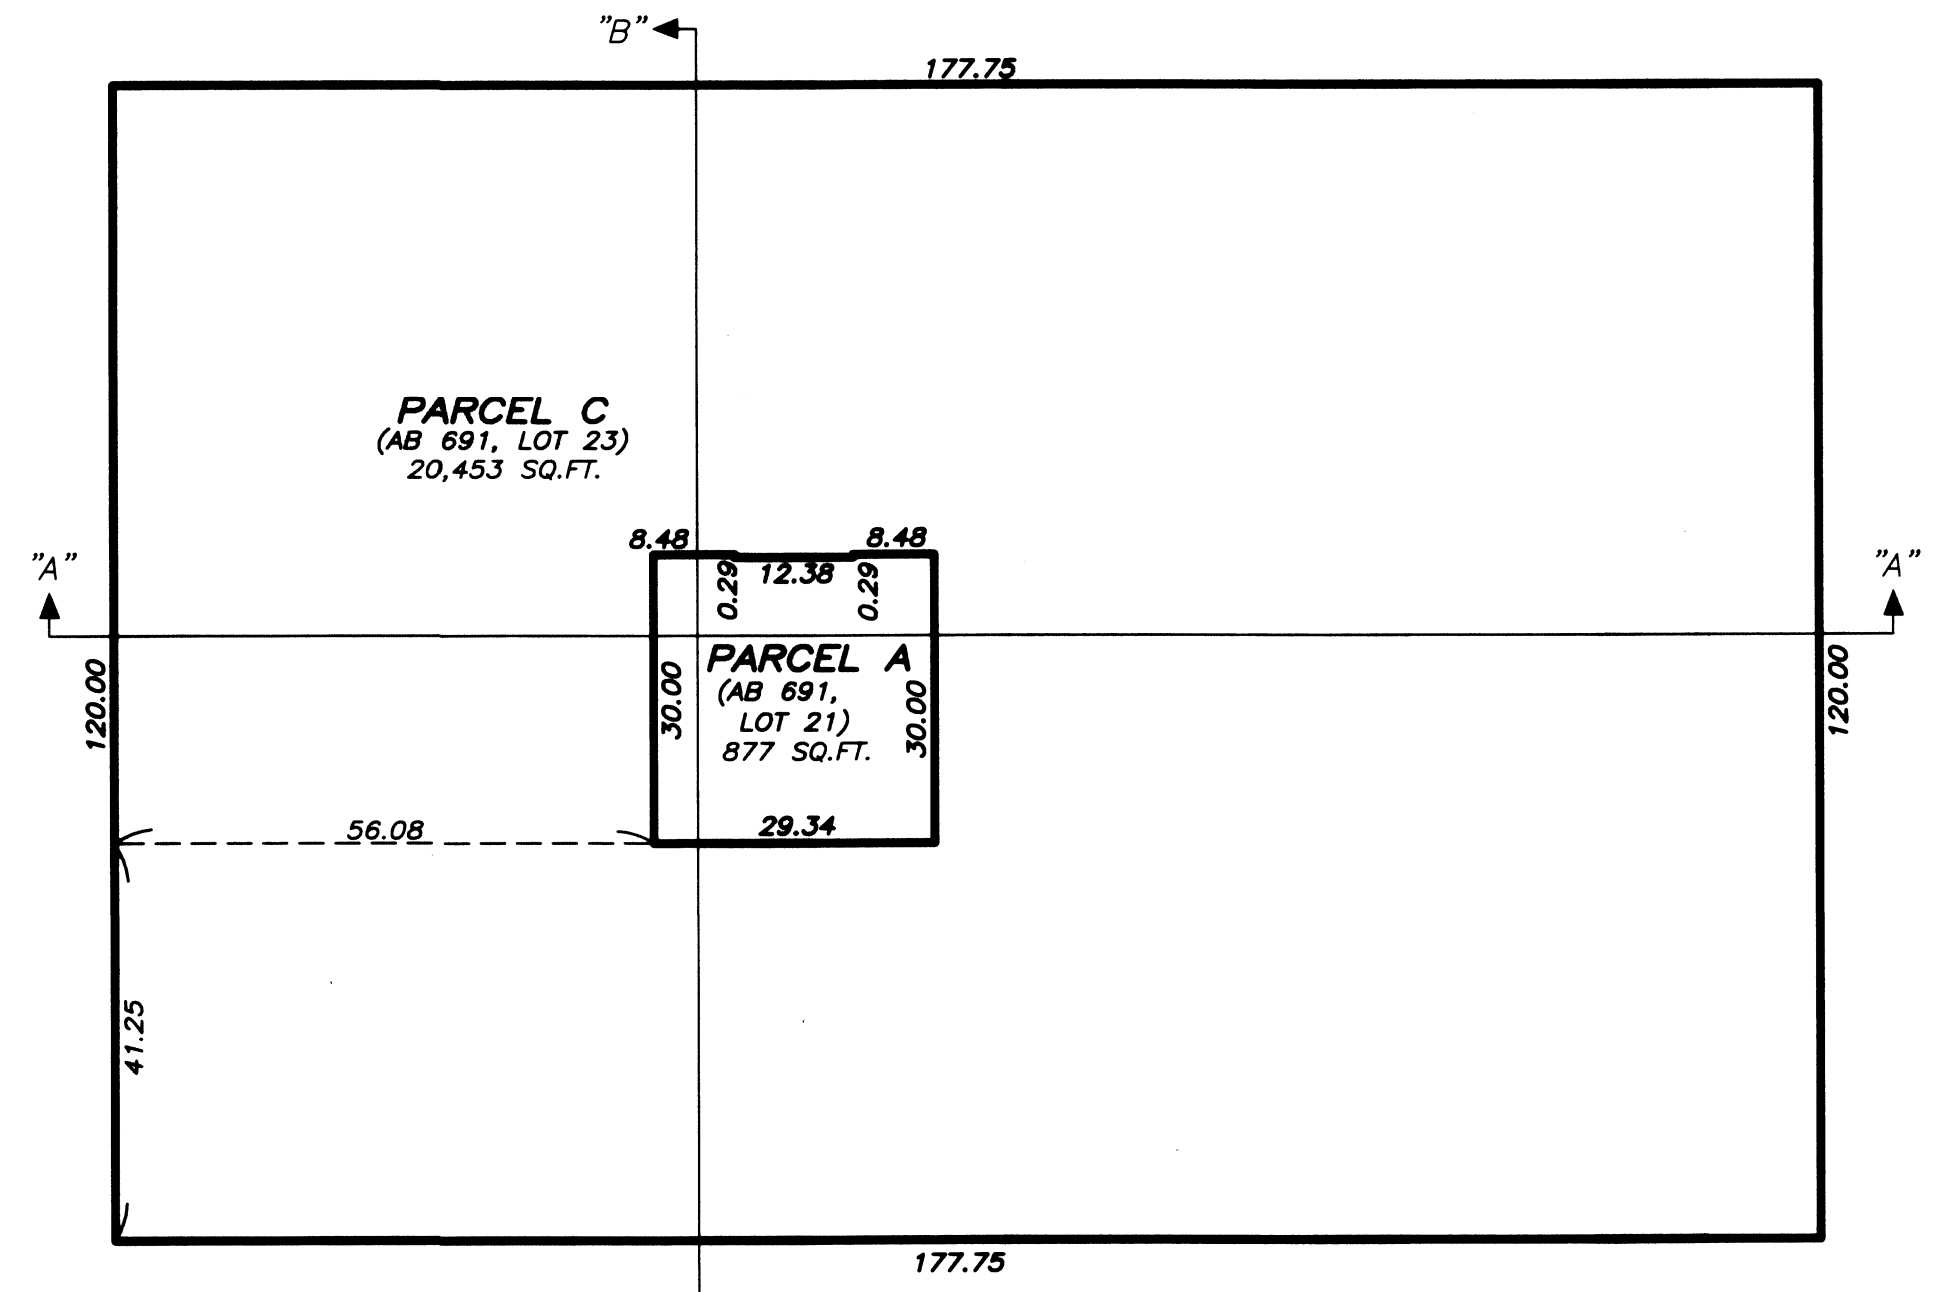 "B"
177.75
PARCEL C
(AB 691, LOT 23)
20,453 SQ.FT.
8.48
8.48
"A"
"A"
0.29
12.38
0.29
PARCEL A
(AB 691,
LOT 21)
877 SQ.FT.
120.00
30.00
30.00
120.00
56.08
29.34
41.25
177.75